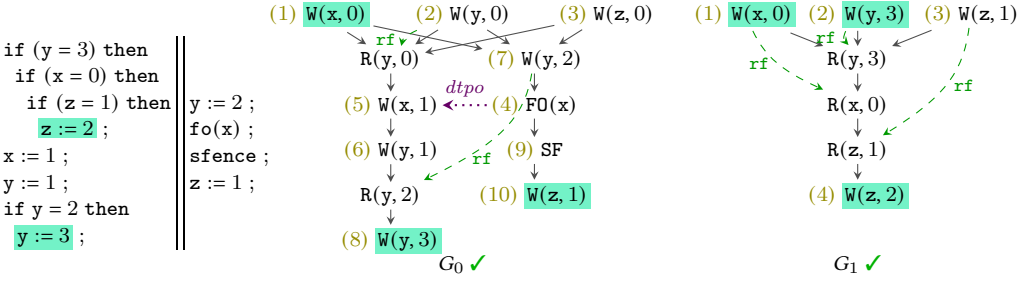 if (y = 3) then
if (x = 0) then
if (z = 1) then
z := 2 ;
x := 1 ;
y := 1 ;
if y = 2 then
y := 3 ;
y := 2 ;
fo(x) ;
sfence ;
z := 1 ;
(1) W(x, 0) (2) W(y, 0) (3) W(z, 0)
rf
R(y, 0) (7) W(y, 2)
dtpo
(5) W(x, 1) (4) FO(x)
(6) W(y, 1) (9) SF
rf
R(y, 2) (10) W(z, 1)
(8) W(y, 3)
G₀ ✓
(1) W(x, 0) (2) W(y, 3) (3) W(z, 1)
rf
R(y, 3)
rf
rf
R(x, 0)
R(z, 1)
(4) W(z, 2)
G₁ ✓